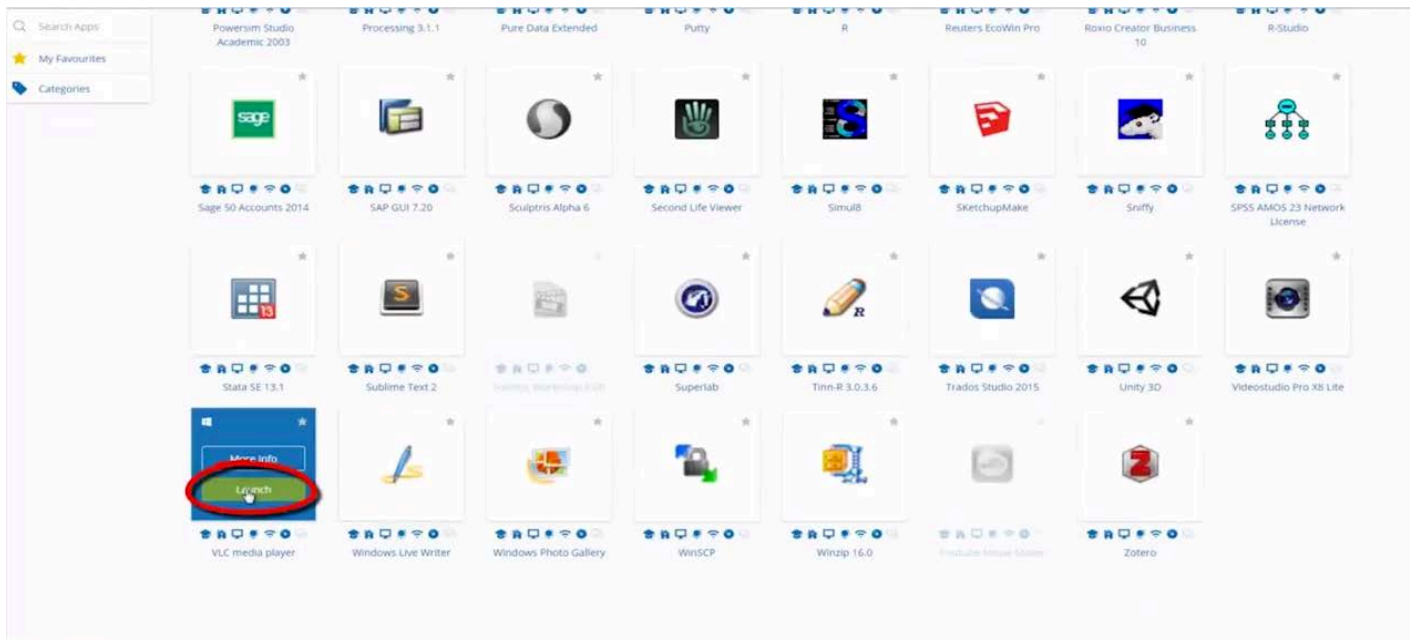 Search Apps
My Favourites
Categories
Powersim Studio
Academic 2003
Processing 3.1.1
Pure Data Extended
Putty
R
Reuters EcoWin Pro
Roxio Creator Business
10
R-Studio
sage
Sage 50 Accounts 2014
SAP GUI 7.20
Sculptris Alpha 6
Second Life Viewer
S
Simul8
SKetchupMake
Sniffy
SPSS AMOS 23 Network
License
13
Stata SE 13.1
S
Sublime Text 2
Superlab
R
Tinn-R 3.0.3.6
Trados Studio 2015
Unity 3D
Videostudio Pro X8 Lite
More Info
Launch
VLC media player
Windows Live Writer
Windows Photo Gallery
WinSCP
Winzip 16.0
Z
Zotero